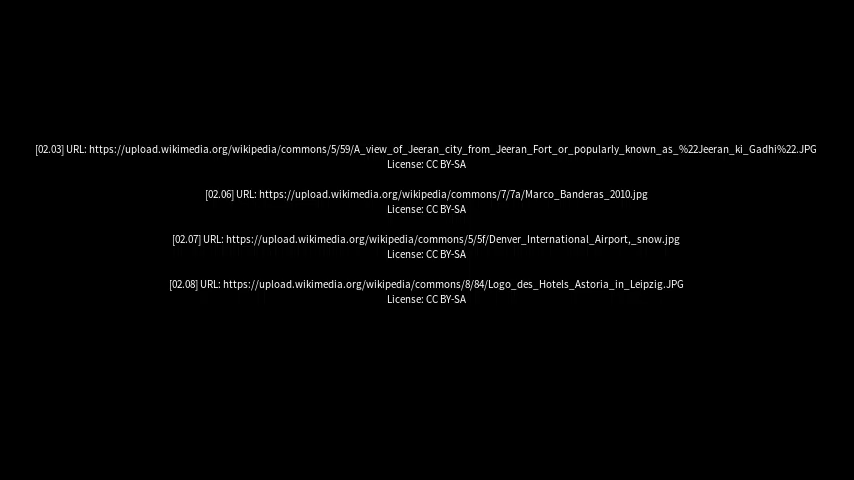 [02.03] URL: https://upload.wikimedia.org/wikipedia/commons/5/59/A_view_of_Jeeran_city_from_Jeeran_Fort_or_popularly_known_as_%22Jeeran_ki_Gadhi%22.JPG
License: CC BY-SA
[02.06] URL: https://upload.wikimedia.org/wikipedia/commons/7/7a/Marco_Banderas_2010.jpg
License: CC BY-SA
[02.07] URL: https://upload.wikimedia.org/wikipedia/commons/5/5f/Denver_International_Airport,_snow.jpg
License: CC BY-SA
[02.08] URL: https://upload.wikimedia.org/wikipedia/commons/8/84/Logo_des_Hotels_Astoria_in_Leipzig.JPG
License: CC BY-SA